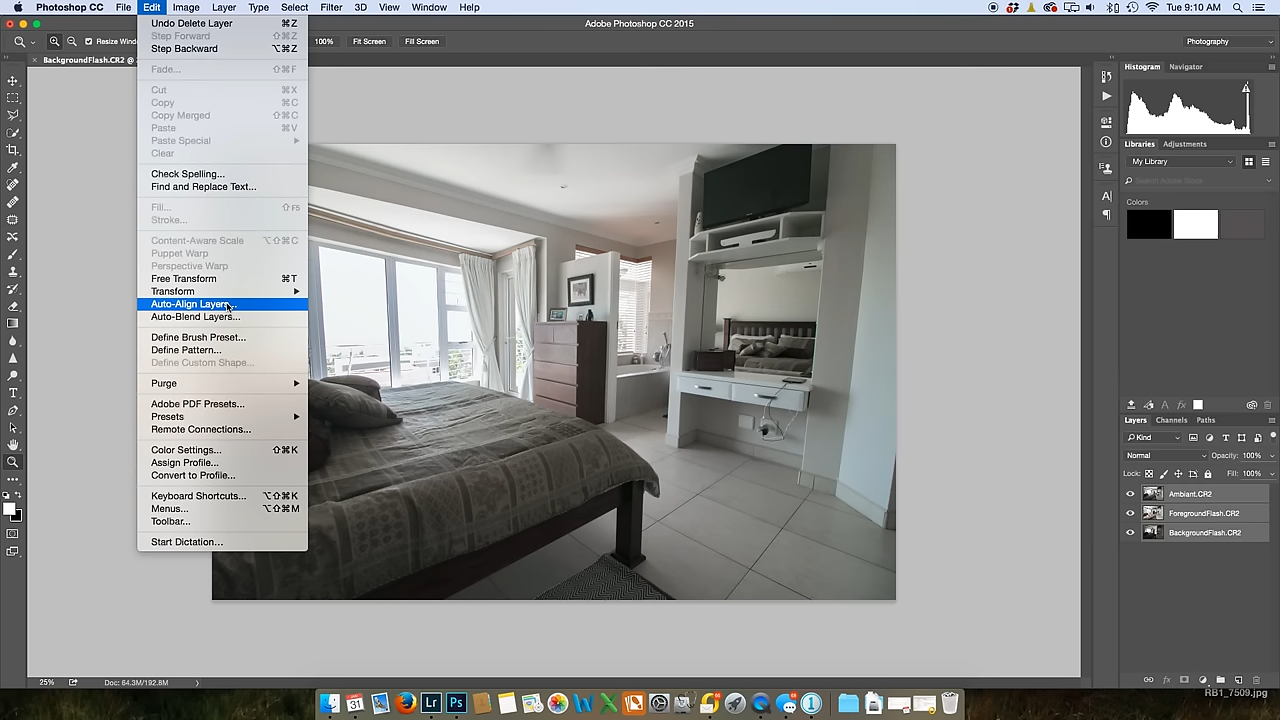 Photoshop CC File Edit Image Layer Type Select Filter 3D View Window Help Tue 9:10 AM
Adobe Photoshop CC 2015
Resize Wind 100% Fit Screen Fill Screen Photography
BackgroundFlash.CR2 @
Undo Delete Layer ⌘Z
Step Forward ⇧⌘Z
Step Backward ⌥⌘Z
Fade... ⇧⌘F
Cut ⌘X
Copy ⌘C
Copy Merged ⇧⌘C
Paste ⌘V
Paste Special
Clear
Check Spelling...
Find and Replace Text...
Fill... ⇧F5
Stroke...
Content-Aware Scale ⌥⇧⌘C
Puppet Warp
Perspective Warp
Free Transform ⌘T
Transform
Auto-Align Layers...
Auto-Blend Layers...
Define Brush Preset...
Define Pattern...
Define Custom Shape...
Purge
Adobe PDF Presets...
Presets
Remote Connections...
Color Settings... ⇧⌘K
Assign Profile...
Convert to Profile...
Keyboard Shortcuts... ⌥⇧⌘K
Menus... ⌥⇧⌘M
Toolbar...
Start Dictation...
Histogram Navigator
Libraries Adjustments
My Library
Search Adobe Stock
Colors
Layers Channels Paths
Kind
Normal Opacity: 100%
Lock: Fill: 100%
Ambiant.CR2
ForegroundFlash.CR2
BackgroundFlash.CR2
25% Doc: 64.3M/192.8M
RB1_7509.jpg